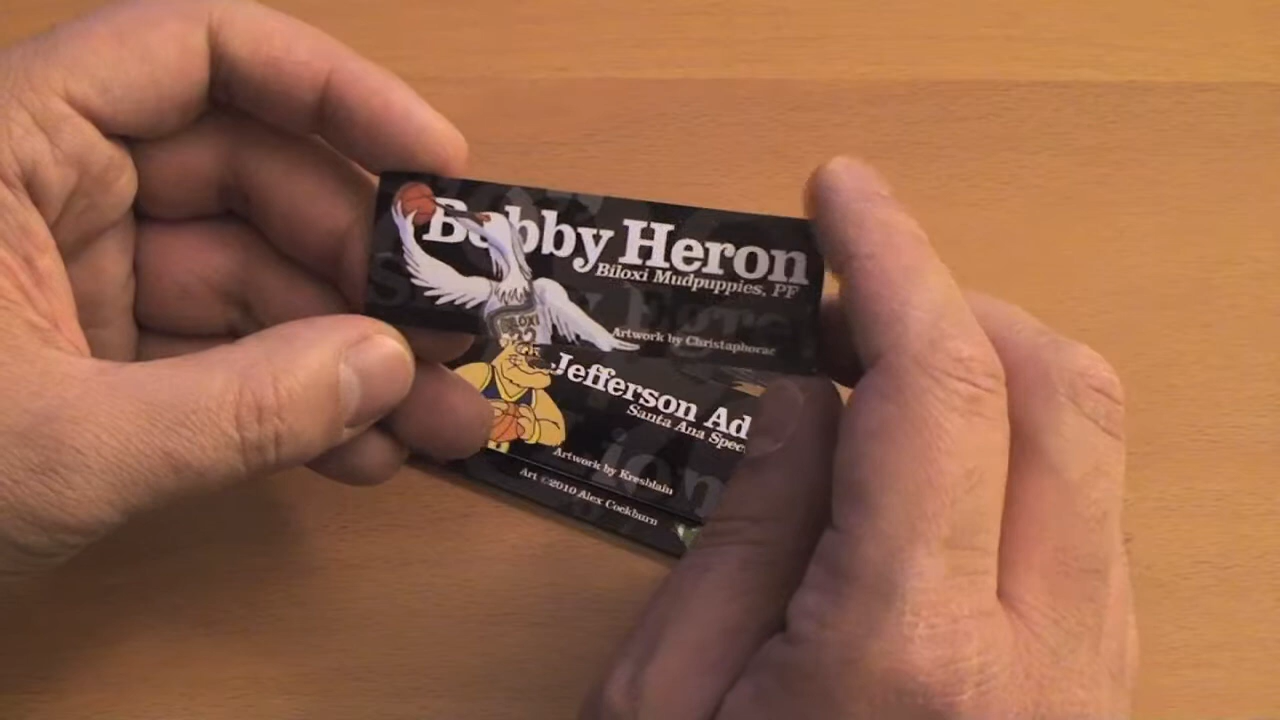 Bobby Heron
Biloxi Mudpuppies, PF
BILOXI
Artwork by Christaphorac
Jefferson Ad
Santa Ana Spec
Artwork by Kreshlain
Art ©2010 Alex Cockburn